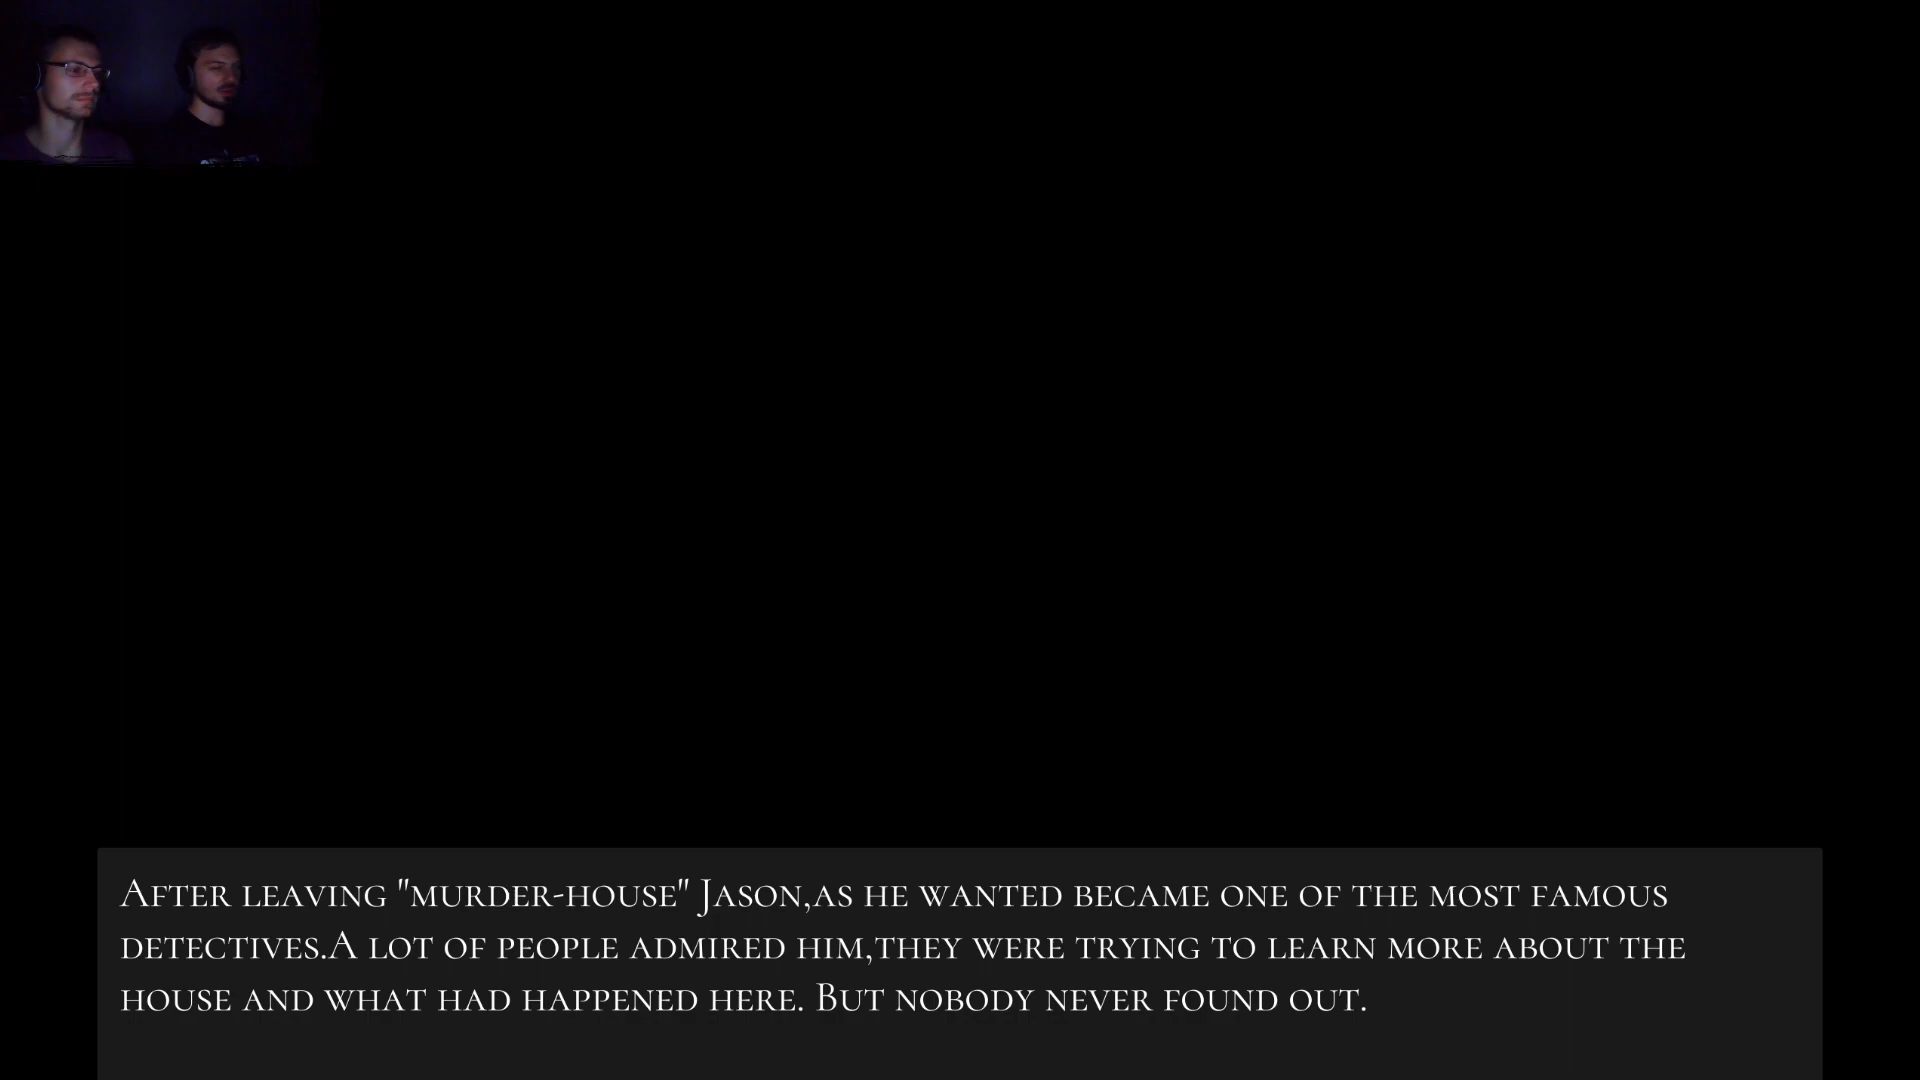 After leaving "murder-house" Jason,as he wanted became one of the most famous
detectives.A lot of people admired him,they were trying to learn more about the
house and what had happened here. But nobody never found out.